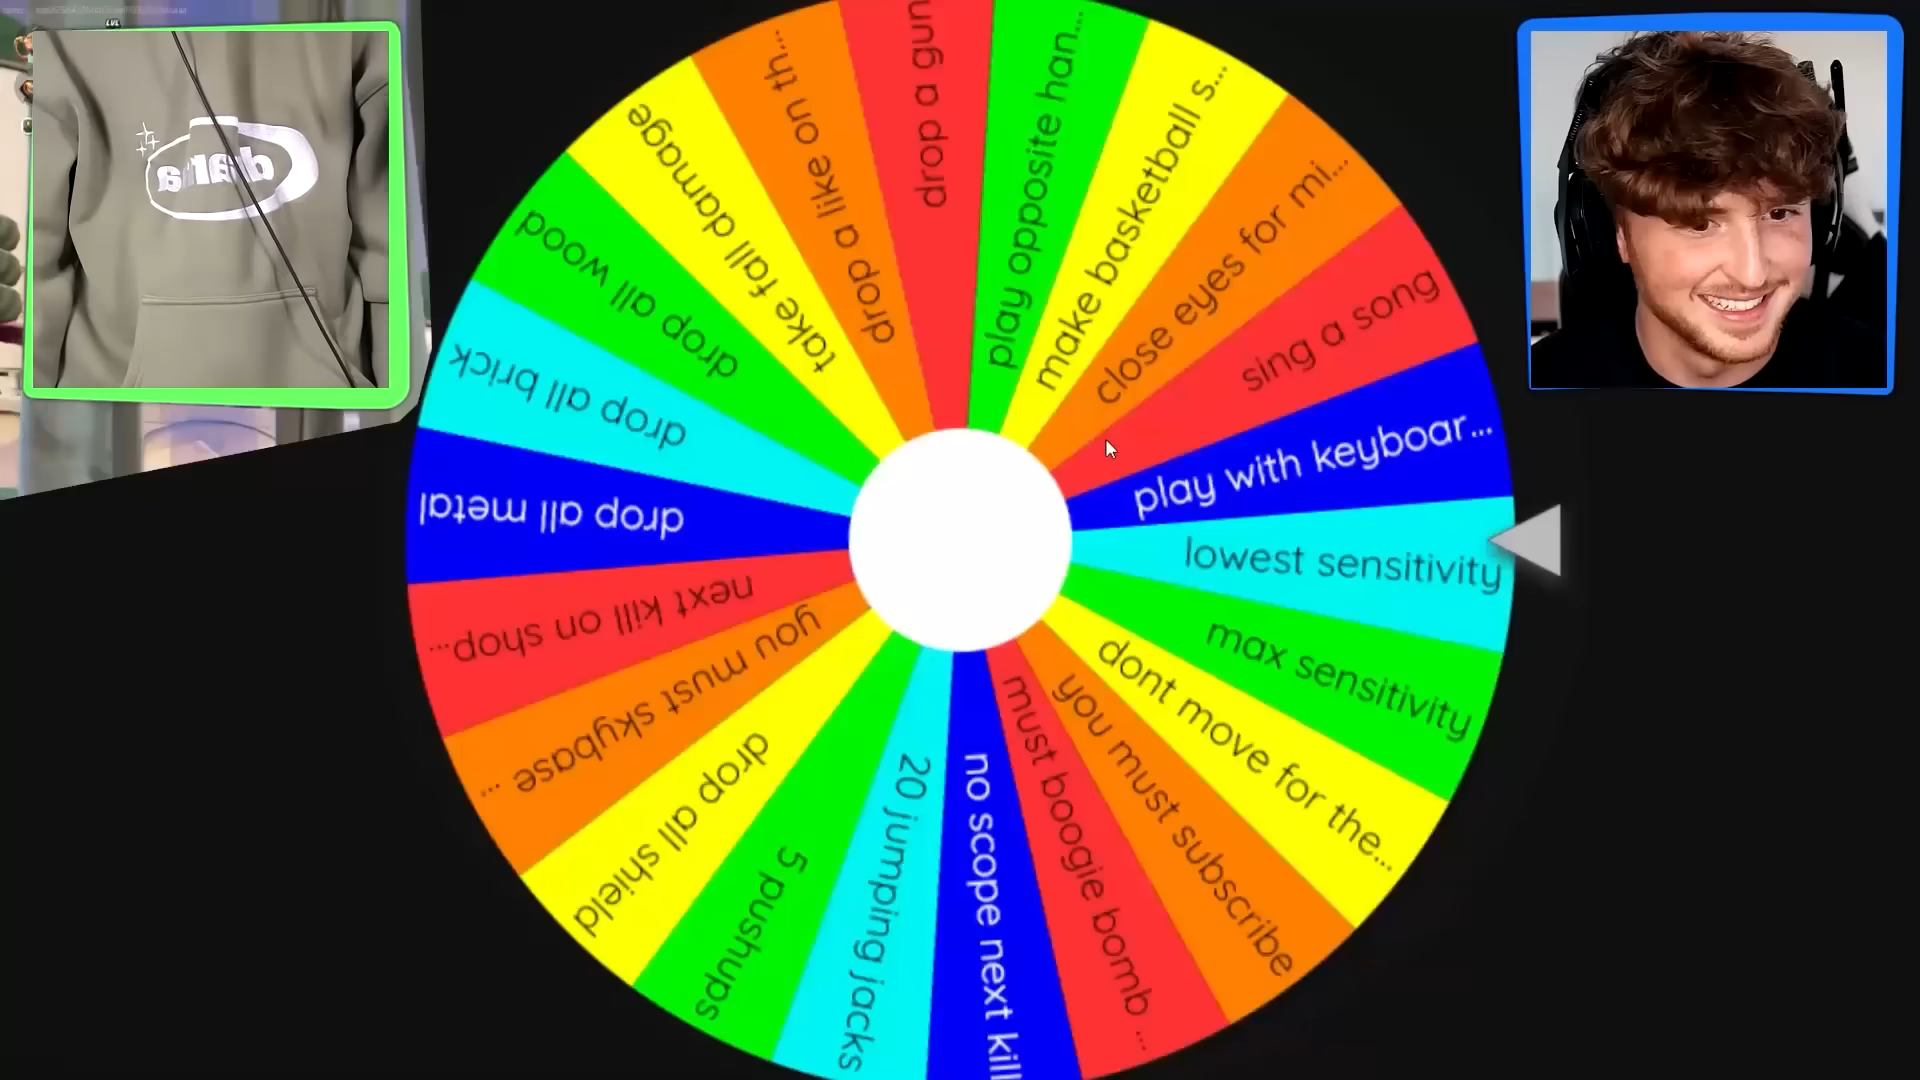 LVL
drop a gun
play opposite han...
make basketball s...
close eyes for mi...
sing a song
play with keyboar...
lowest sensitivity
max sensitivity
dont move for the...
you must subscribe
must boogie bomb ...
no scope next kill
20 jumping jacks
5 pushups
drop all shield
you must skybase ...
next kill on shop...
drop all metal
drop all brick
drop all wood
take fall damage
drop a like on th...